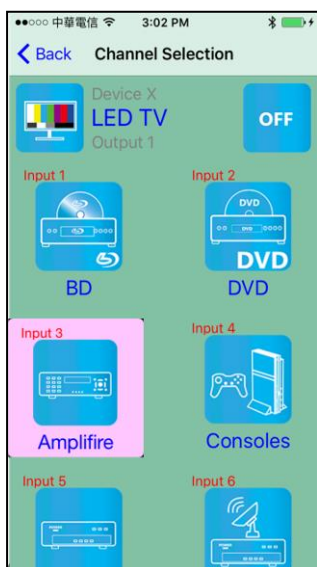 中華電信 3:02 PM
Back Channel Selection
Device X
LED TV
Output 1
OFF
Input 1 Input 2
DVD
DVD
BD DVD
Input 3 Input 4
Amplifire Consoles
Input 5 Input 6